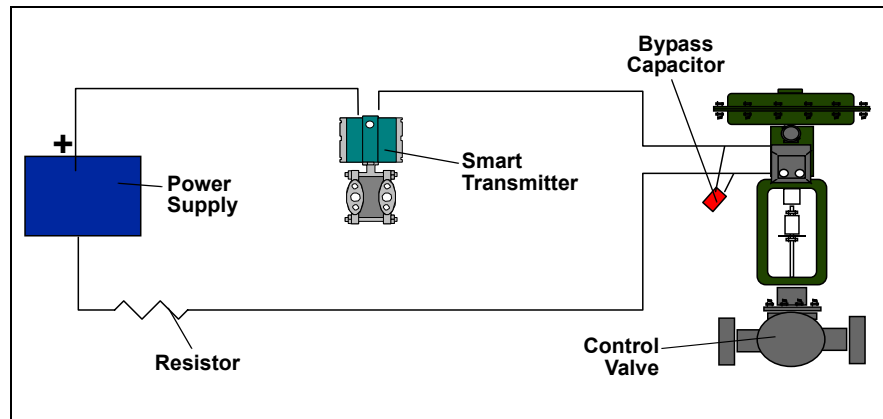 Bypass
Capacitor
+
Smart
Transmitter
Power
Supply
Resistor
Control
Valve